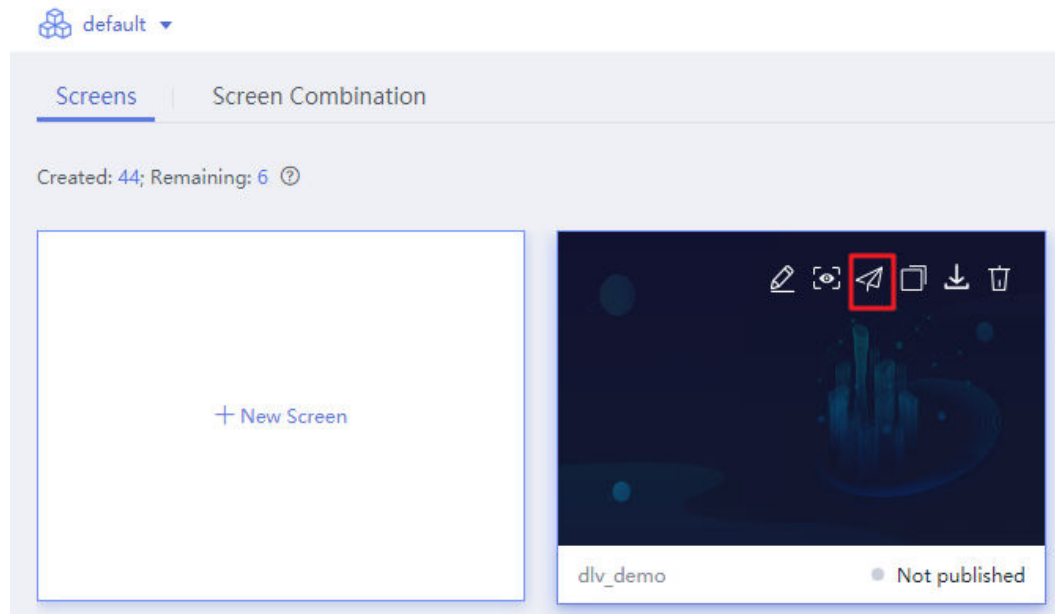 default
Screens
Screen Combination
Created: 44; Remaining: 6 ?
+ New Screen
dlv_demo
Not published